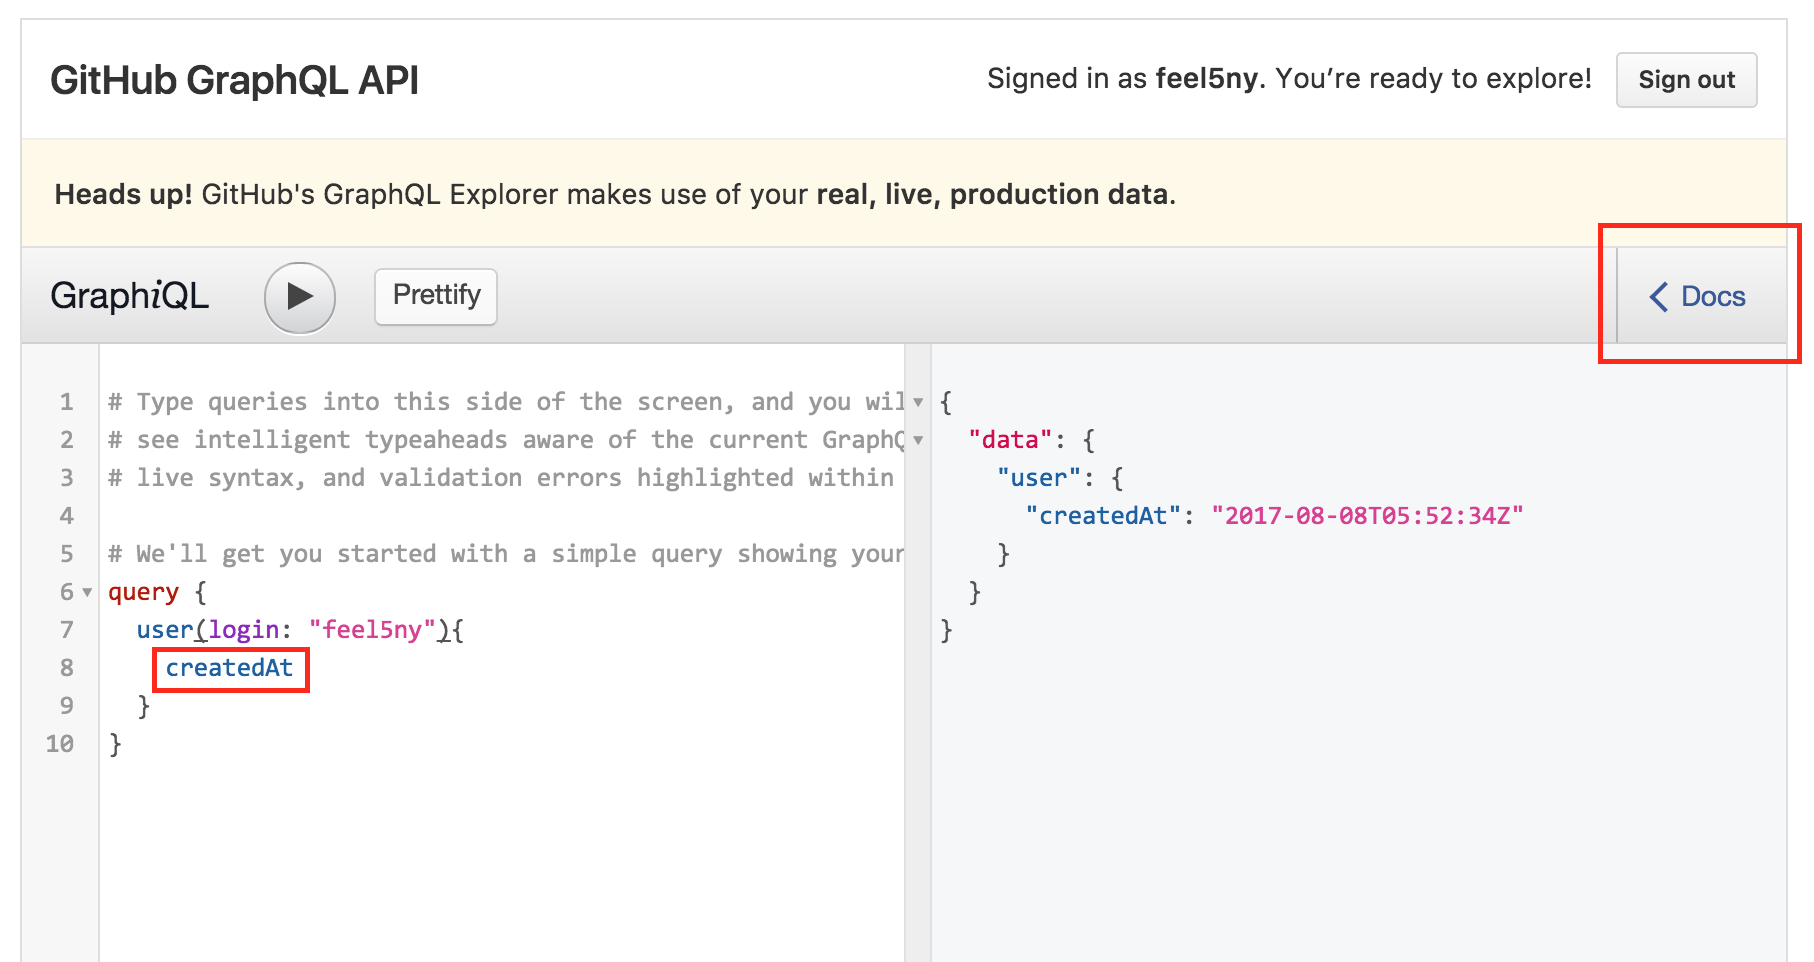 GitHub GraphQL API
Signed in as feel5ny. You’re ready to explore!
Sign out
Heads up! GitHub's GraphQL Explorer makes use of your real, live, production data.
GraphiQL
Prettify
Docs
1 # Type queries into this side of the screen, and you wil
2 # see intelligent typeaheads aware of the current GraphQ
3 # live syntax, and validation errors highlighted within
4
5 # We'll get you started with a simple query showing your
6 query {
7 user(login: "feel5ny"){
8 createdAt
9 }
10 }
{
"data": {
"user": {
"createdAt": "2017-08-08T05:52:34Z"
}
}
}